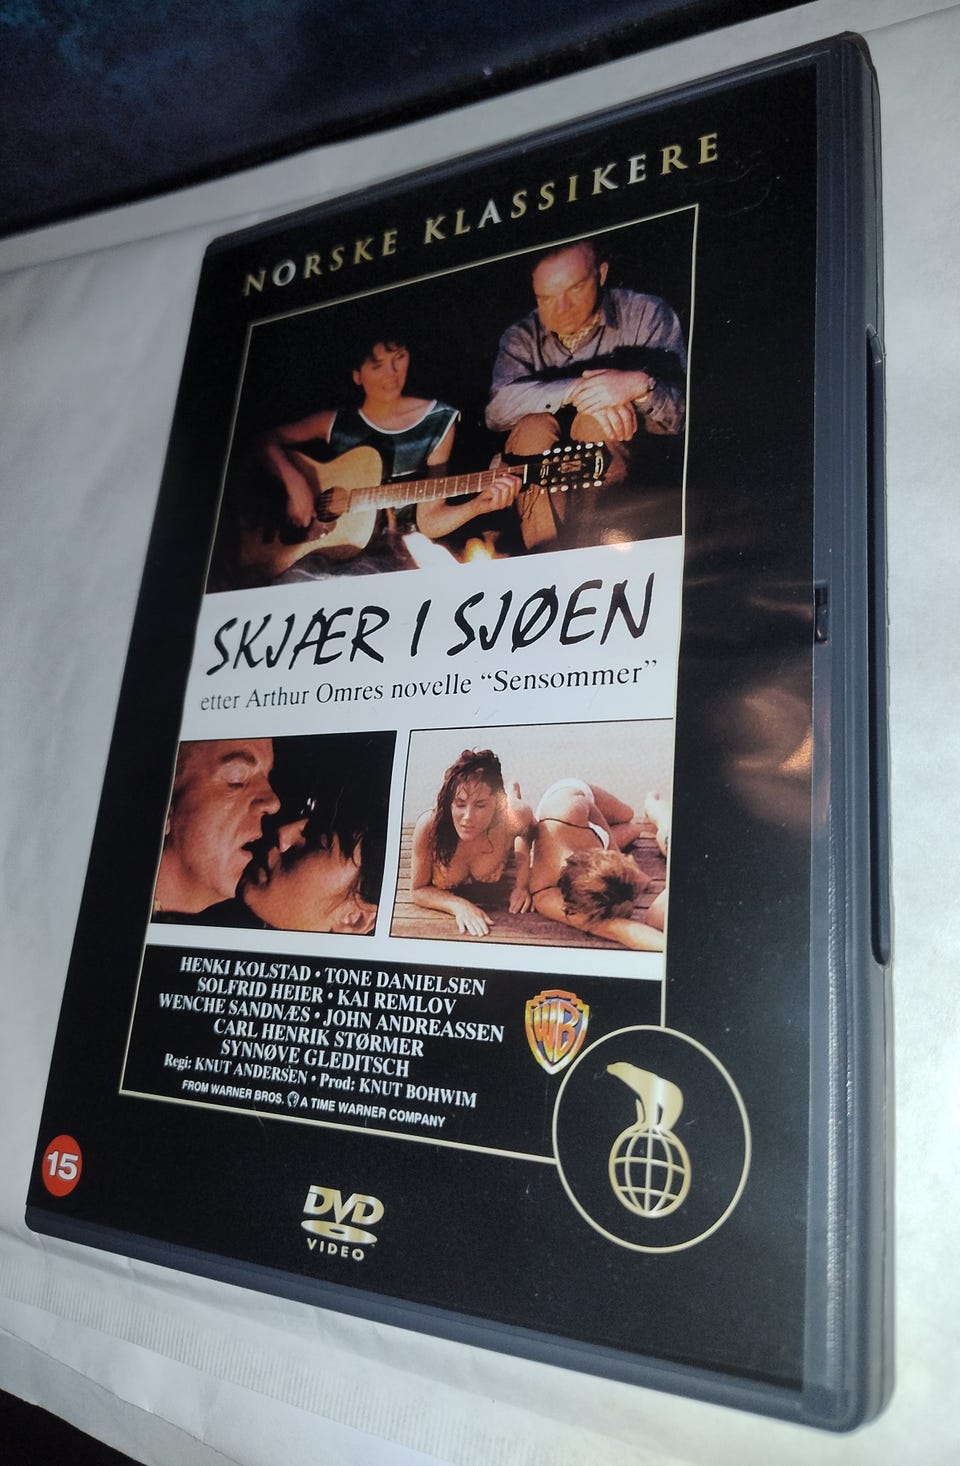 NORSKE KLASSIKERE
SKJÆR I SJØEN
etter Arthur Omres novelle “Sensommer”
HENKI KOLSTAD • TONE DANIELSEN
SOLFRID HEIER • KAI REMLOV
WENCHE SANDNÆS • JOHN ANDREASSEN
CARL HENRIK STØRMER
SYNNØVE GLEDITSCH
Regi: KNUT ANDERSEN • Prod: KNUT BOHWIM
FROM WARNER BROS. A TIME WARNER COMPANY
WB
15
DVD
VIDEO